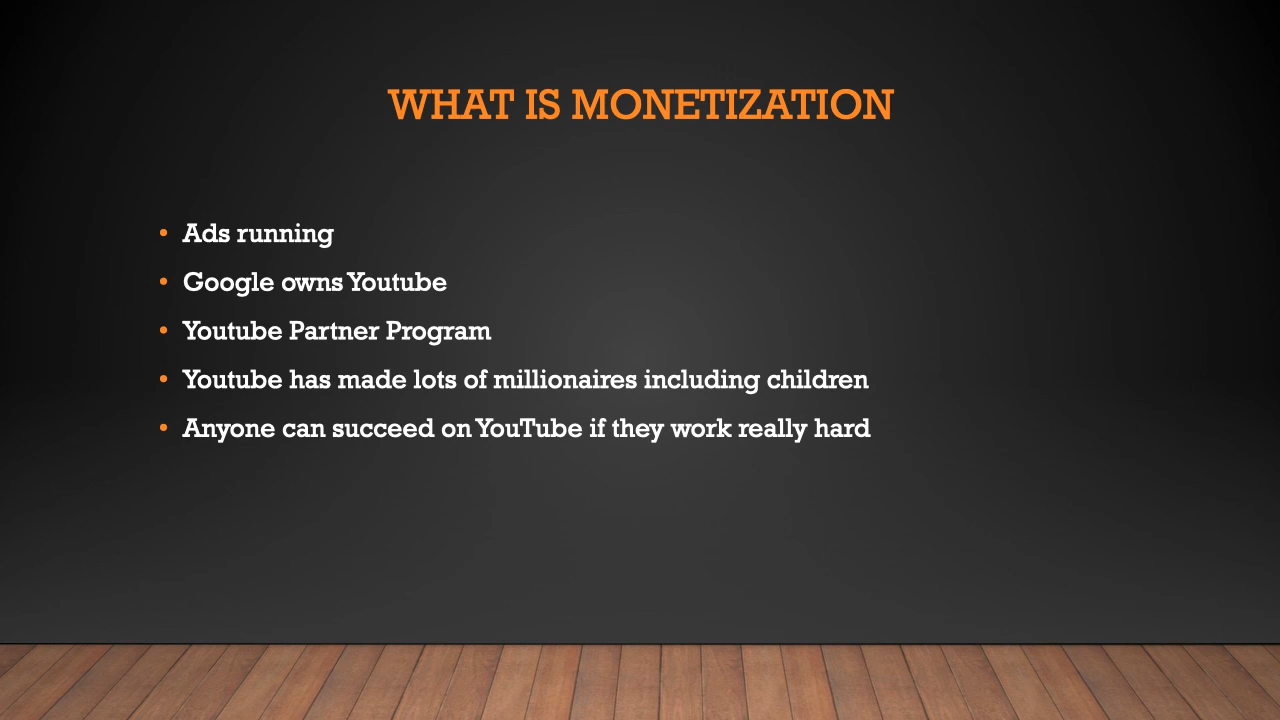 WHAT IS MONETIZATION
• Ads running
• Google owns Youtube
• Youtube Partner Program
• Youtube has made lots of millionaires including children
• Anyone can succeed on YouTube if they work really hard